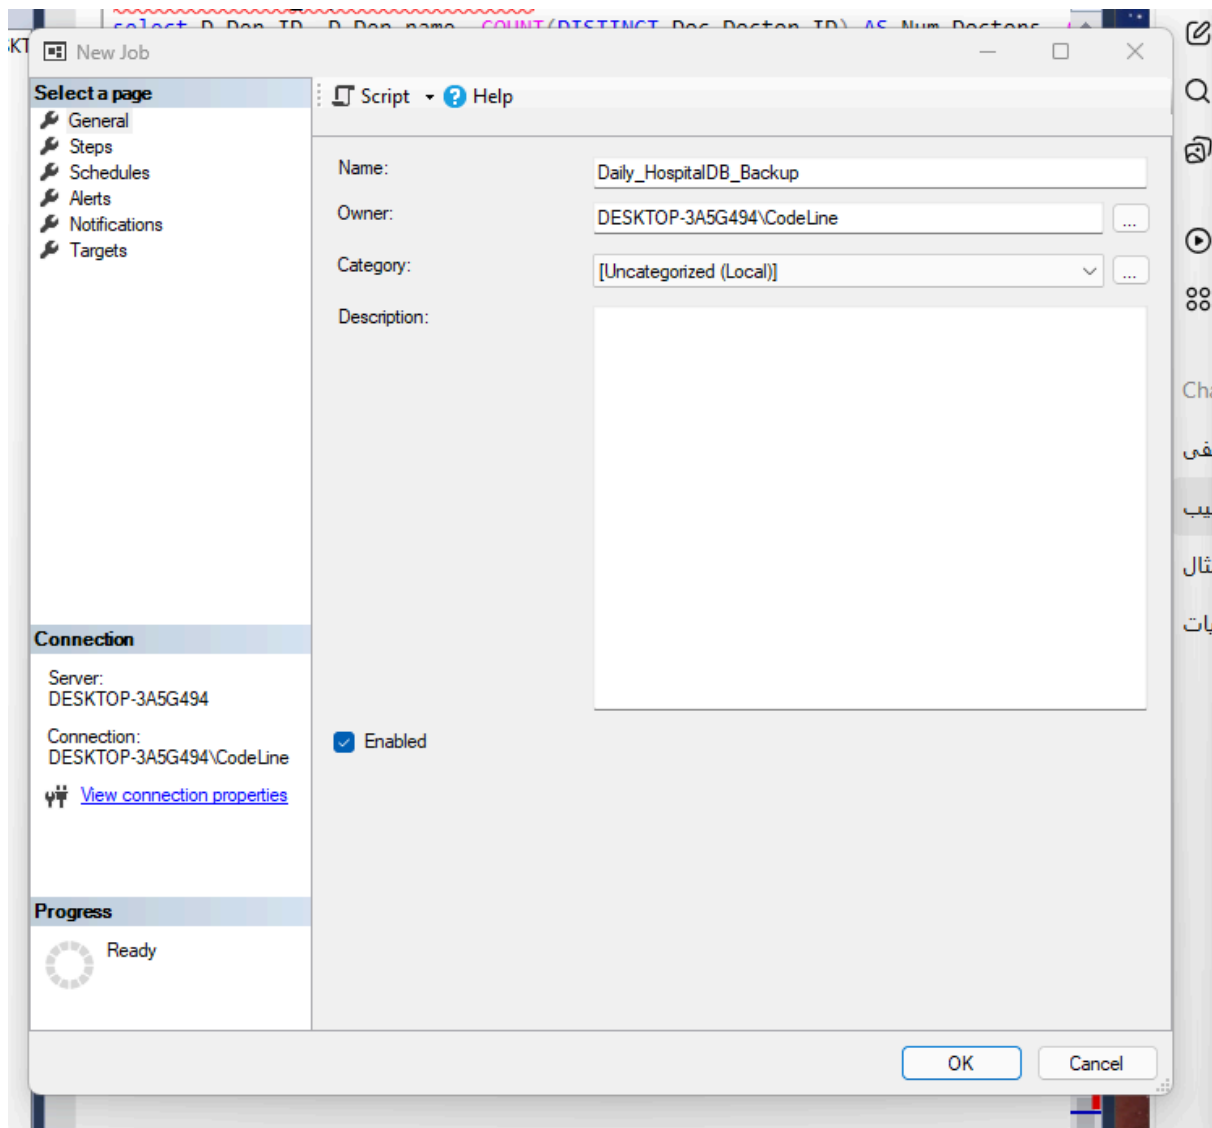 New Job
Select a page
General
Steps
Schedules
Alerts
Notifications
Targets
Script
Help
Name:
Daily_HospitalDB_Backup
Owner:
DESKTOP-3A5G494\CodeLine
...
Category:
[Uncategorized (Local)]
...
Description:
Enabled
Connection
Server:
DESKTOP-3A5G494
Connection:
DESKTOP-3A5G494\CodeLine
View connection properties
Progress
Ready
OK
Cancel